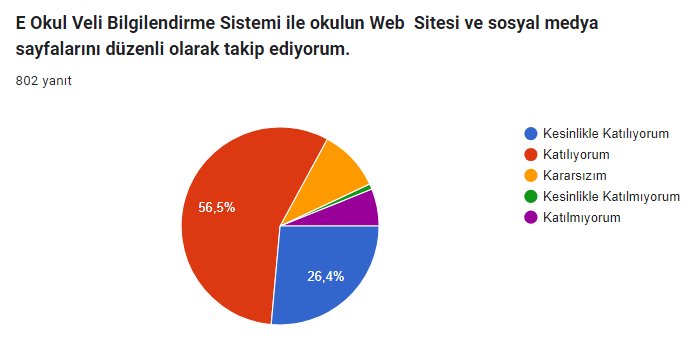 E Okul Veli Bilgilendirme Sistemi ile okulun Web  Sitesi ve sosyal medya
sayfalarını düzenli olarak takip ediyorum.
802 yanıt
Kesinlikle Katılıyorum
Katılıyorum
Kararsızım
Kesinlikle Katılmıyorum
Katılmıyorum
56,5%
26,4%